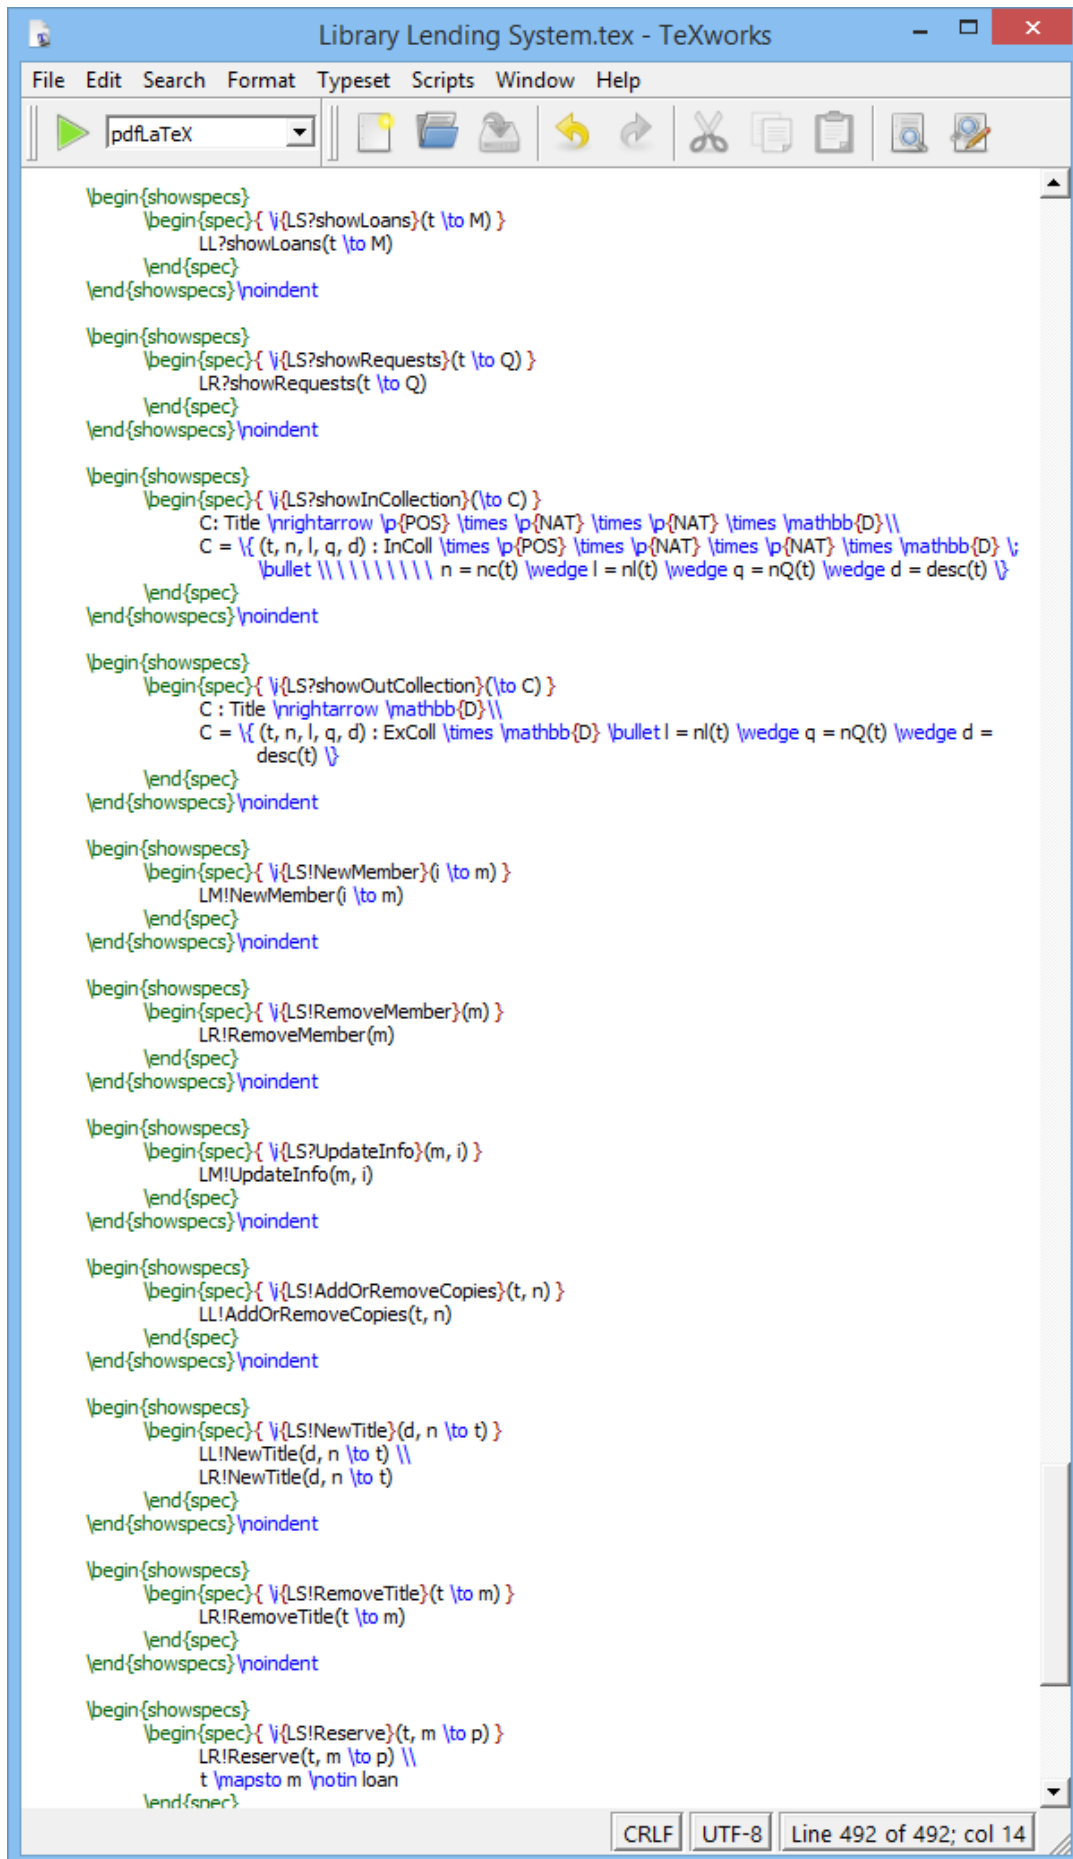 Library Lending System.tex - TeXworks
File Edit Search Format Typeset Scripts Window Help
pdfLaTeX
\begin{showspecs}
\begin{spec}{ \i{LS?showLoans}(t \to M) }
LL?showLoans(t \to M)
\end{spec}
\end{showspecs}\noindent
\begin{showspecs}
\begin{spec}{ \i{LS?showRequests}(t \to Q) }
LR?showRequests(t \to Q)
\end{spec}
\end{showspecs}\noindent
\begin{showspecs}
\begin{spec}{ \i{LS?showInCollection}(\to C) }
C: Title \nrightarrow \p{POS} \times \p{NAT} \times \p{NAT} \times \mathbb{D}\\
C = \{ (t, n, l, q, d) : InColl \times \p{POS} \times \p{NAT} \times \p{NAT} \times \mathbb{D} \;
\bullet \\ \ \ \ \ \ \ \ \ \ n = nc(t) \wedge l = nl(t) \wedge q = nQ(t) \wedge d = desc(t) \}
\end{spec}
\end{showspecs}\noindent
\begin{showspecs}
\begin{spec}{ \i{LS?showOutCollection}(\to C) }
C : Title \nrightarrow \mathbb{D}\\
C = \{ (t, n, l, q, d) : ExColl \times \mathbb{D} \bullet l = nl(t) \wedge q = nQ(t) \wedge d =
desc(t) \}
\end{spec}
\end{showspecs}\noindent
\begin{showspecs}
\begin{spec}{ \i{LS!NewMember}(i \to m) }
LM!NewMember(i \to m)
\end{spec}
\end{showspecs}\noindent
\begin{showspecs}
\begin{spec}{ \i{LS!RemoveMember}(m) }
LR!RemoveMember(m)
\end{spec}
\end{showspecs}\noindent
\begin{showspecs}
\begin{spec}{ \i{LS?UpdateInfo}(m, i) }
LM!UpdateInfo(m, i)
\end{spec}
\end{showspecs}\noindent
\begin{showspecs}
\begin{spec}{ \i{LS!AddOrRemoveCopies}(t, n) }
LL!AddOrRemoveCopies(t, n)
\end{spec}
\end{showspecs}\noindent
\begin{showspecs}
\begin{spec}{ \i{LS!NewTitle}(d, n \to t) }
LL!NewTitle(d, n \to t) \\
LR!NewTitle(d, n \to t)
\end{spec}
\end{showspecs}\noindent
\begin{showspecs}
\begin{spec}{ \i{LS!RemoveTitle}(t \to m) }
LR!RemoveTitle(t \to m)
\end{spec}
\end{showspecs}\noindent
\begin{showspecs}
\begin{spec}{ \i{LS!Reserve}(t, m \to p) }
LR!Reserve(t, m \to p) \\
t \mapsto m \notin loan
\end{spec}
CRLF UTF-8 Line 492 of 492; col 14